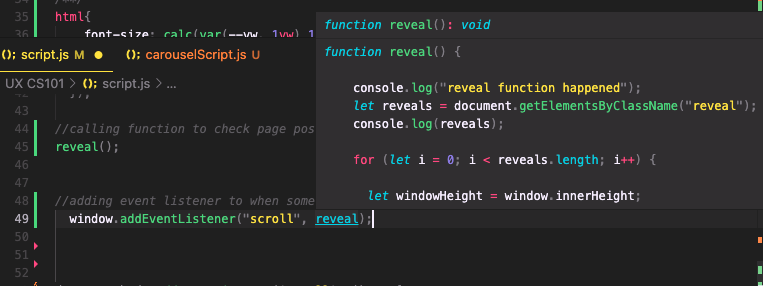 34
35 html{
36 font-size: calc(var(--vw, 1vw) 1
{}; script.js M
{}; carouselScript.js U
UX CS101 > {}; script.js > ...
42 });
43
44 //calling function to check page pos
45 reveal();
46
47
48 //adding event listener to when some
49 window.addEventListener("scroll", reveal);
50
51
52
function reveal(): void
function reveal() {
console.log("reveal function happened");
let reveals = document.getElementsByClassName("reveal");
console.log(reveals);
for (let i = 0; i < reveals.length; i++) {
let windowHeight = window.innerHeight;